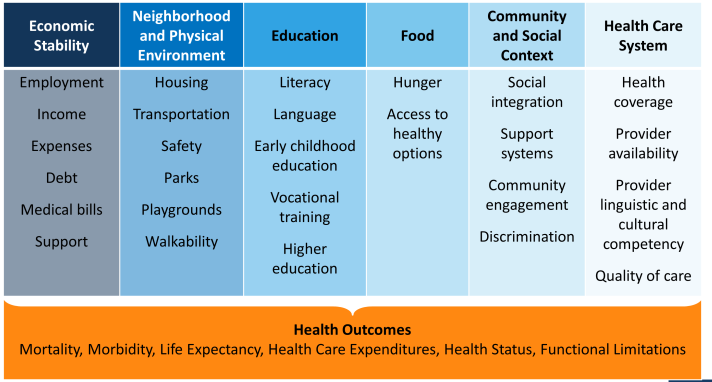 Economic
Stability
Neighborhood
and Physical
Environment
Education
Food
Community
and Social
Context
Health Care
System
Employment
Income
Expenses
Debt
Medical bills
Support
Housing
Transportation
Safety
Parks
Playgrounds
Walkability
Literacy
Language
Early childhood
education
Vocational
training
Higher
education
Hunger
Access to
healthy
options
Social
integration
Support
systems
Community
engagement
Discrimination
Health
coverage
Provider
availability
Provider
linguistic and
cultural
competency
Quality of care
Health Outcomes
Mortality, Morbidity, Life Expectancy, Health Care Expenditures, Health Status, Functional Limitations